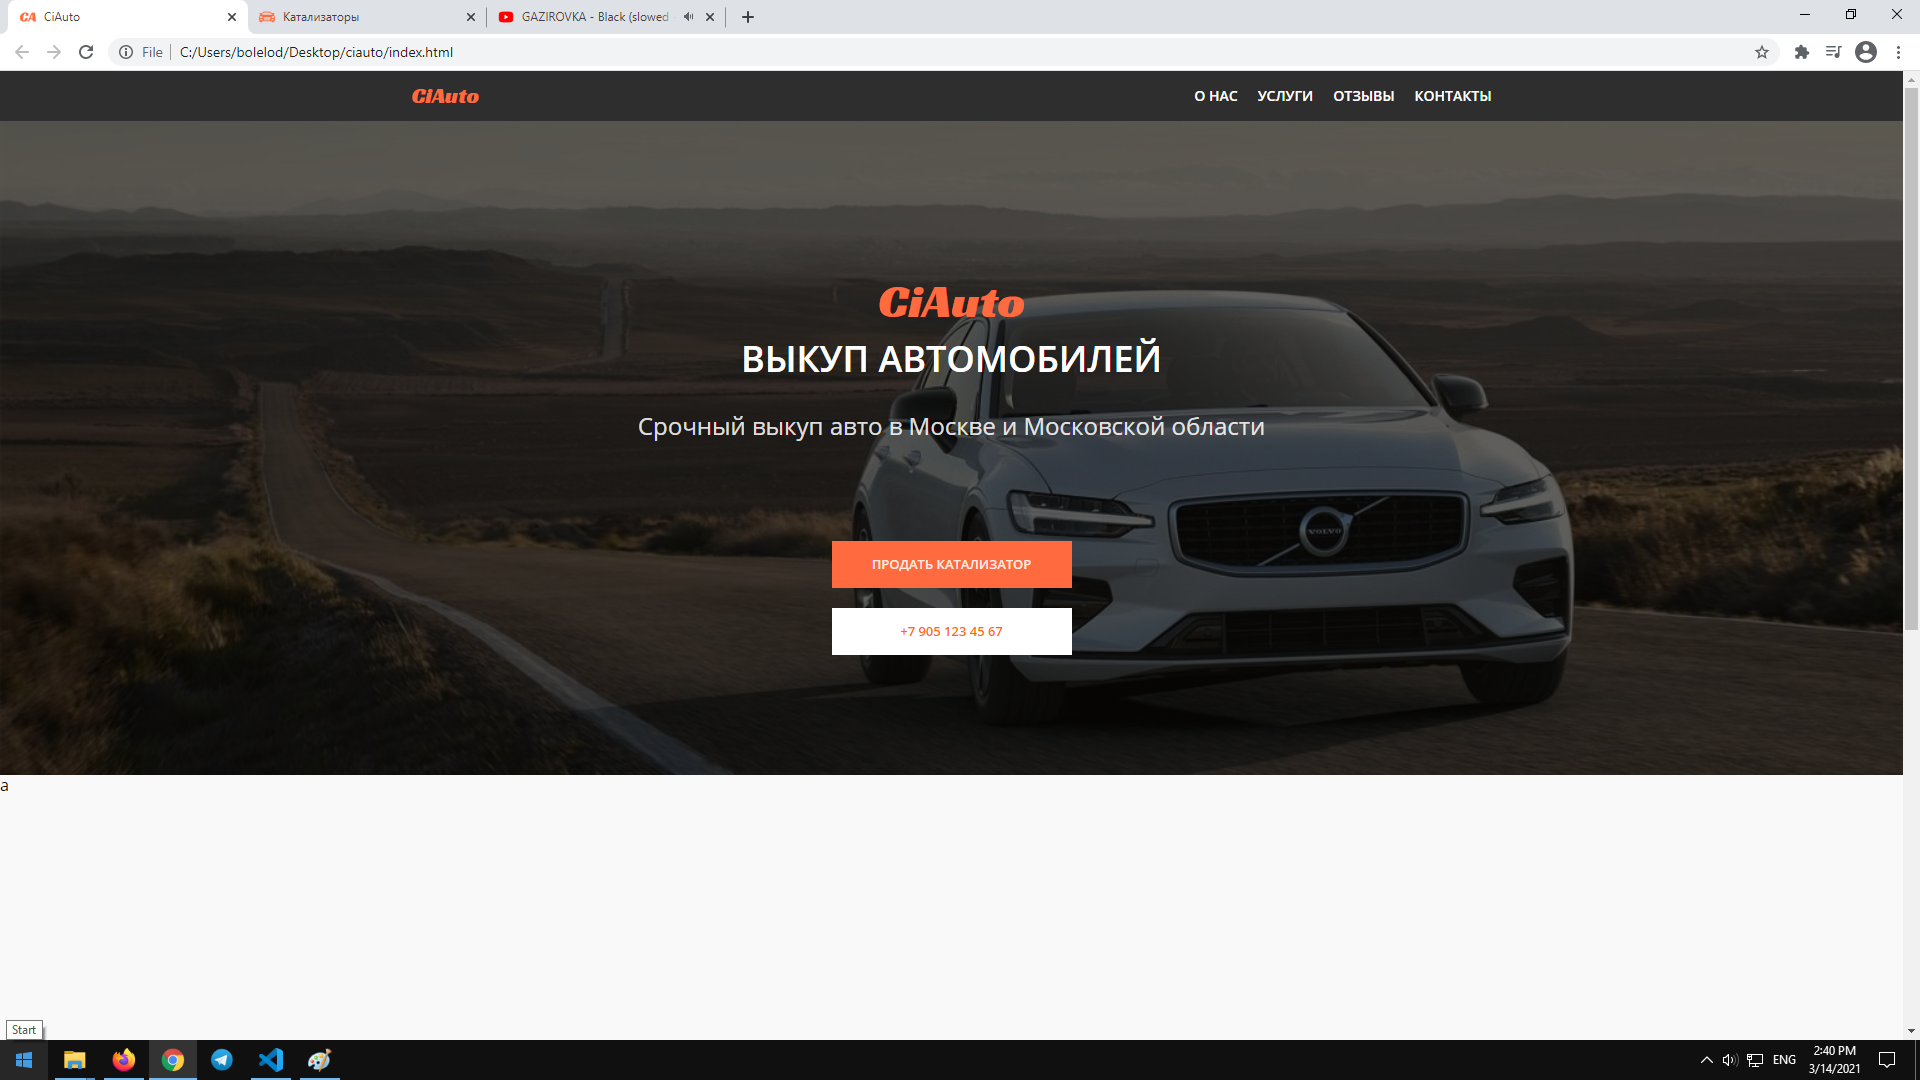 CiAuto
Катализаторы
GAZIROVKA - Black (slowed
File
C:/Users/bolelod/Desktop/ciauto/index.html
CiAuto
О НАС
УСЛУГИ
ОТЗЫВЫ
КОНТАКТЫ
CiAuto
ВЫКУП АВТОМОБИЛЕЙ
Срочный выкуп авто в Москве и Московской области
VOLVO
ПРОДАТЬ КАТАЛИЗАТОР
+7 905 123 45 67
a
Start
ENG
2:40 PM
3/14/2021